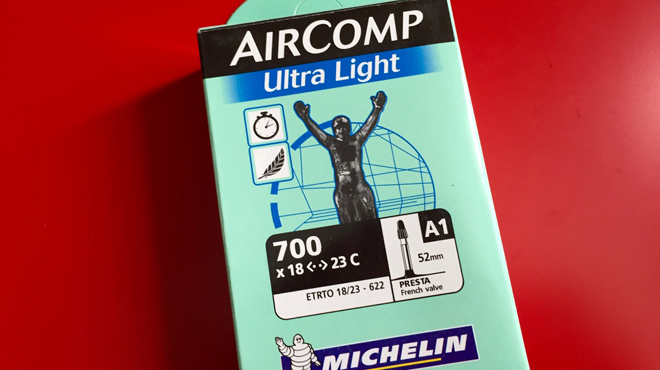 AIRCOMP
Ultra Light
700
x 18 <··> 23 C
A1
52mm
ETRTO 18/23 - 622
PRESTA
French valve
MICHELIN